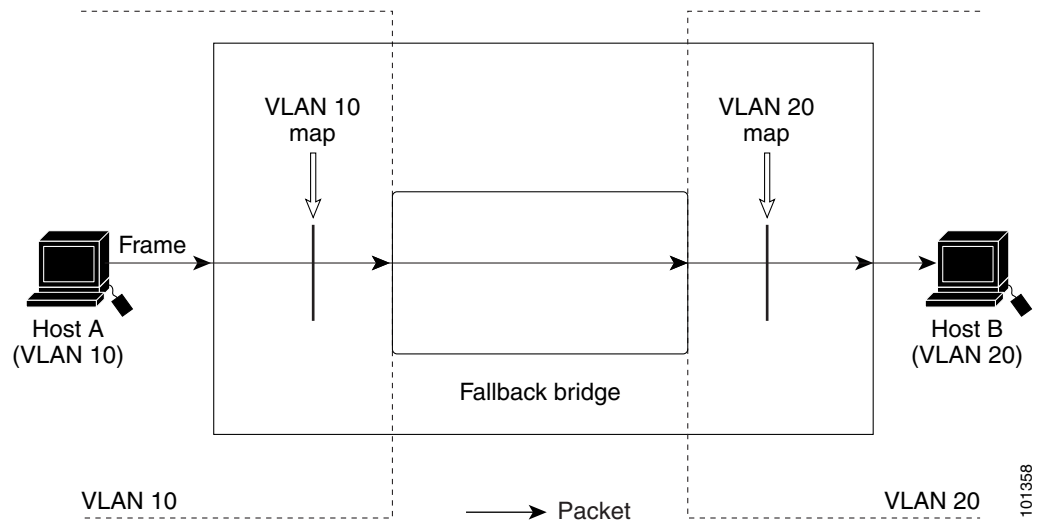 VLAN 10
map
VLAN 20
map
Frame
Host A
(VLAN 10)
Host B
(VLAN 20)
Fallback bridge
VLAN 10
Packet
VLAN 20
101358